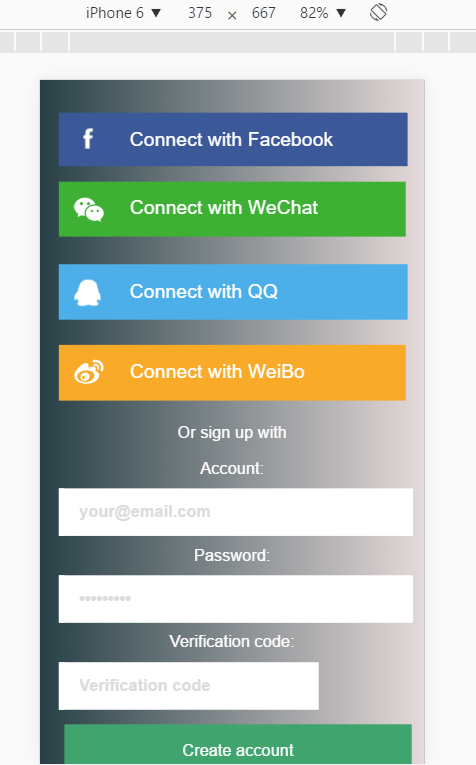 iPhone 6 ▼ 375 × 667 82% ▼
f Connect with Facebook
Connect with WeChat
Connect with QQ
Connect with WeiBo
Or sign up with
Account:
your@email.com
Password:
•••••••••
Verification code:
Verification code
Create account